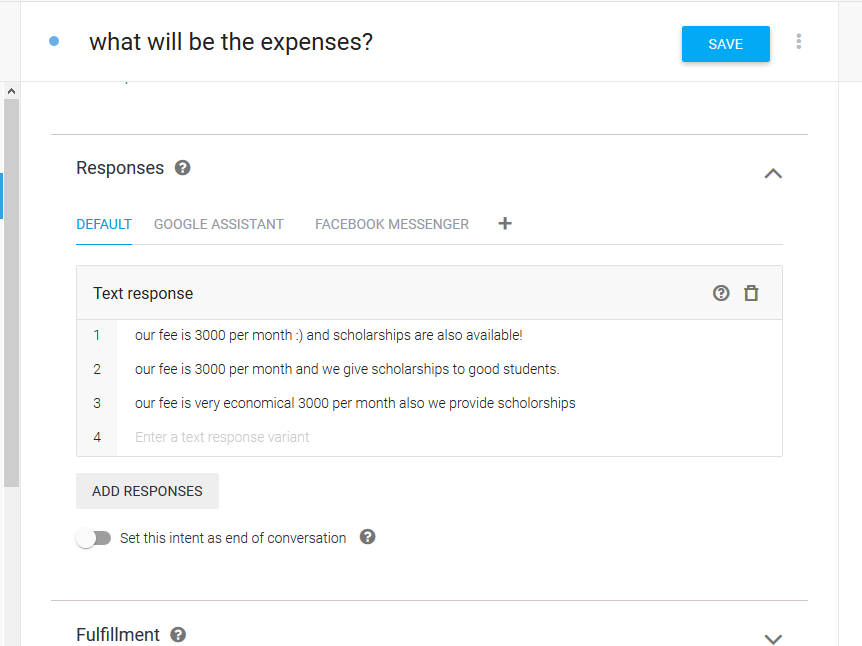 what will be the expenses?
SAVE
Responses
DEFAULT GOOGLE ASSISTANT FACEBOOK MESSENGER
Text response
1 our fee is 3000 per month :) and scholarships are also available!
2 our fee is 3000 per month and we give scholarships to good students.
3 our fee is very economical 3000 per month also we provide scholorships
4 Enter a text response variant
ADD RESPONSES
Set this intent as end of conversation
Fulfillment